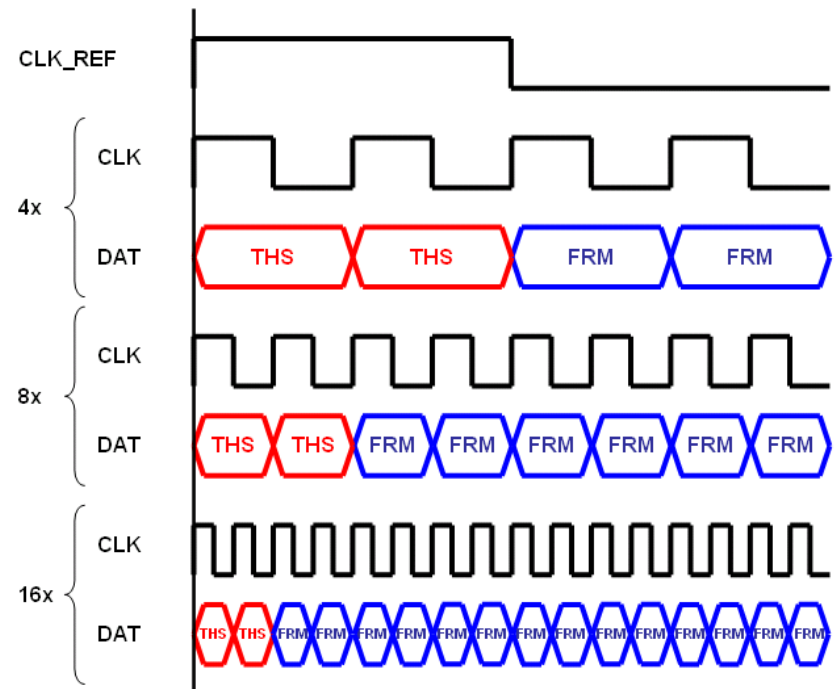 CLK_REF
CLK
4x
DAT THS THS FRM FRM
CLK
8x
DAT THS THS FRM FRM FRM FRM FRM FRM
CLK
16x
DAT THS THS FRM FRM FRM FRM FRM FRM FRM FRM FRM FRM FRM FRM FRM FRM